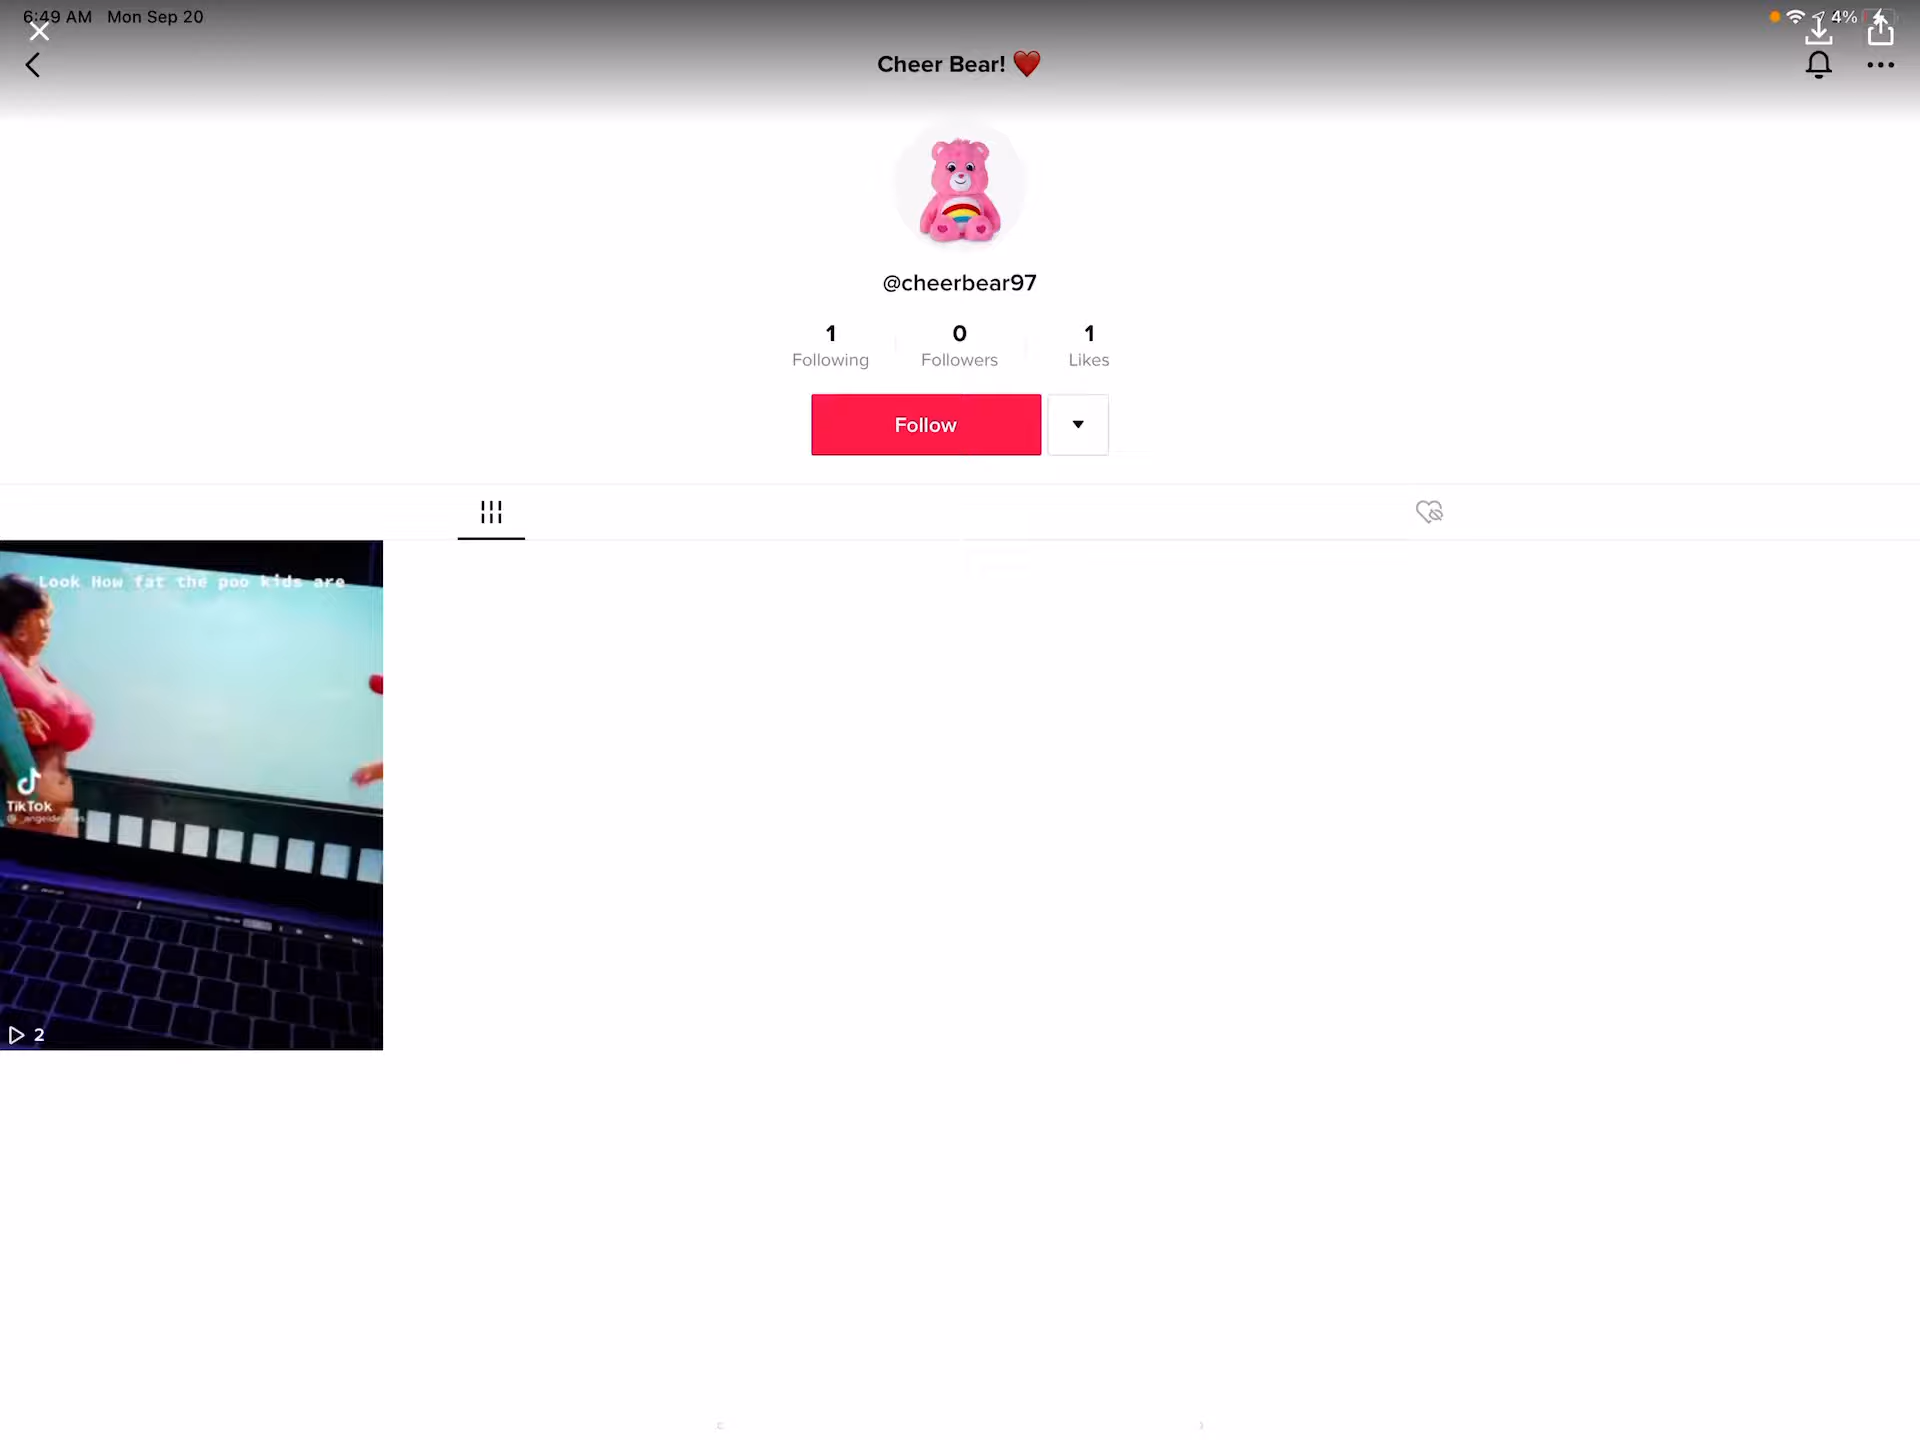 6:49 AM Mon Sep 20
4%
Cheer Bear! ❤️
@cheerbear97
1 0 1
Following Followers Likes
Follow
Look How fat the poo kids are
TikTok
2